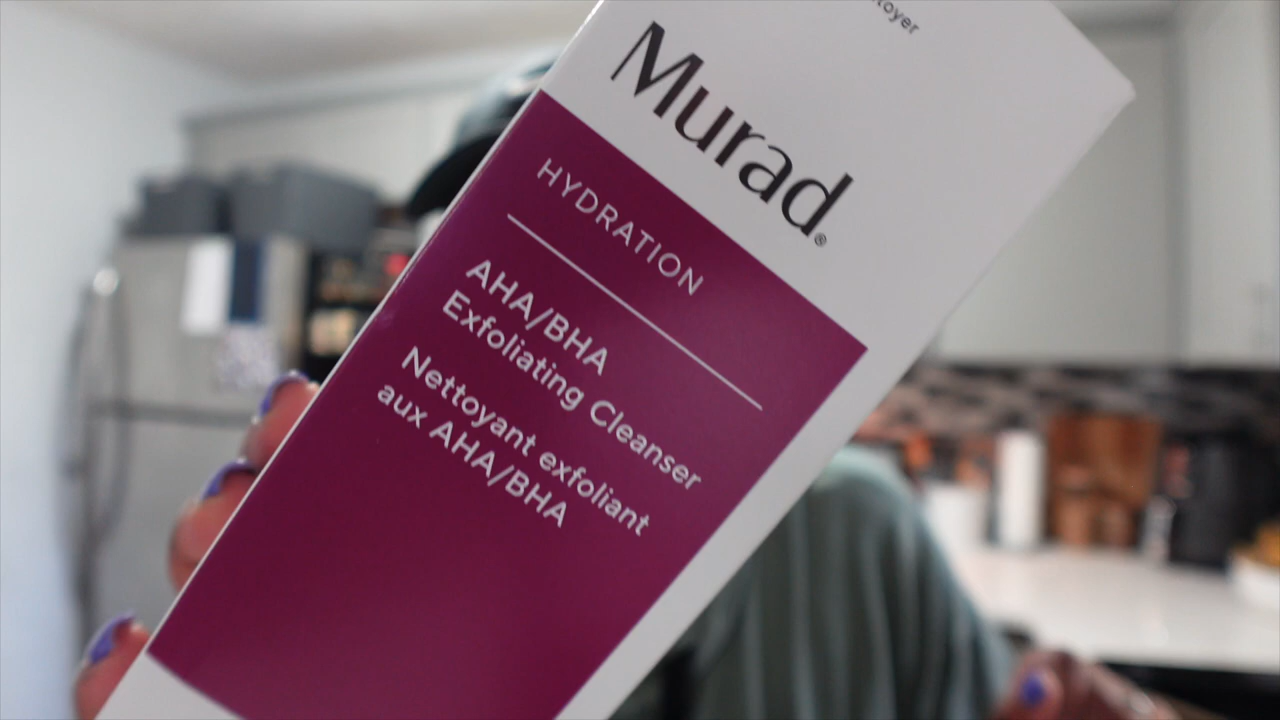 Murad®
HYDRATION
AHA/BHA
Exfoliating Cleanser
Nettoyant exfoliant
aux AHA/BHA